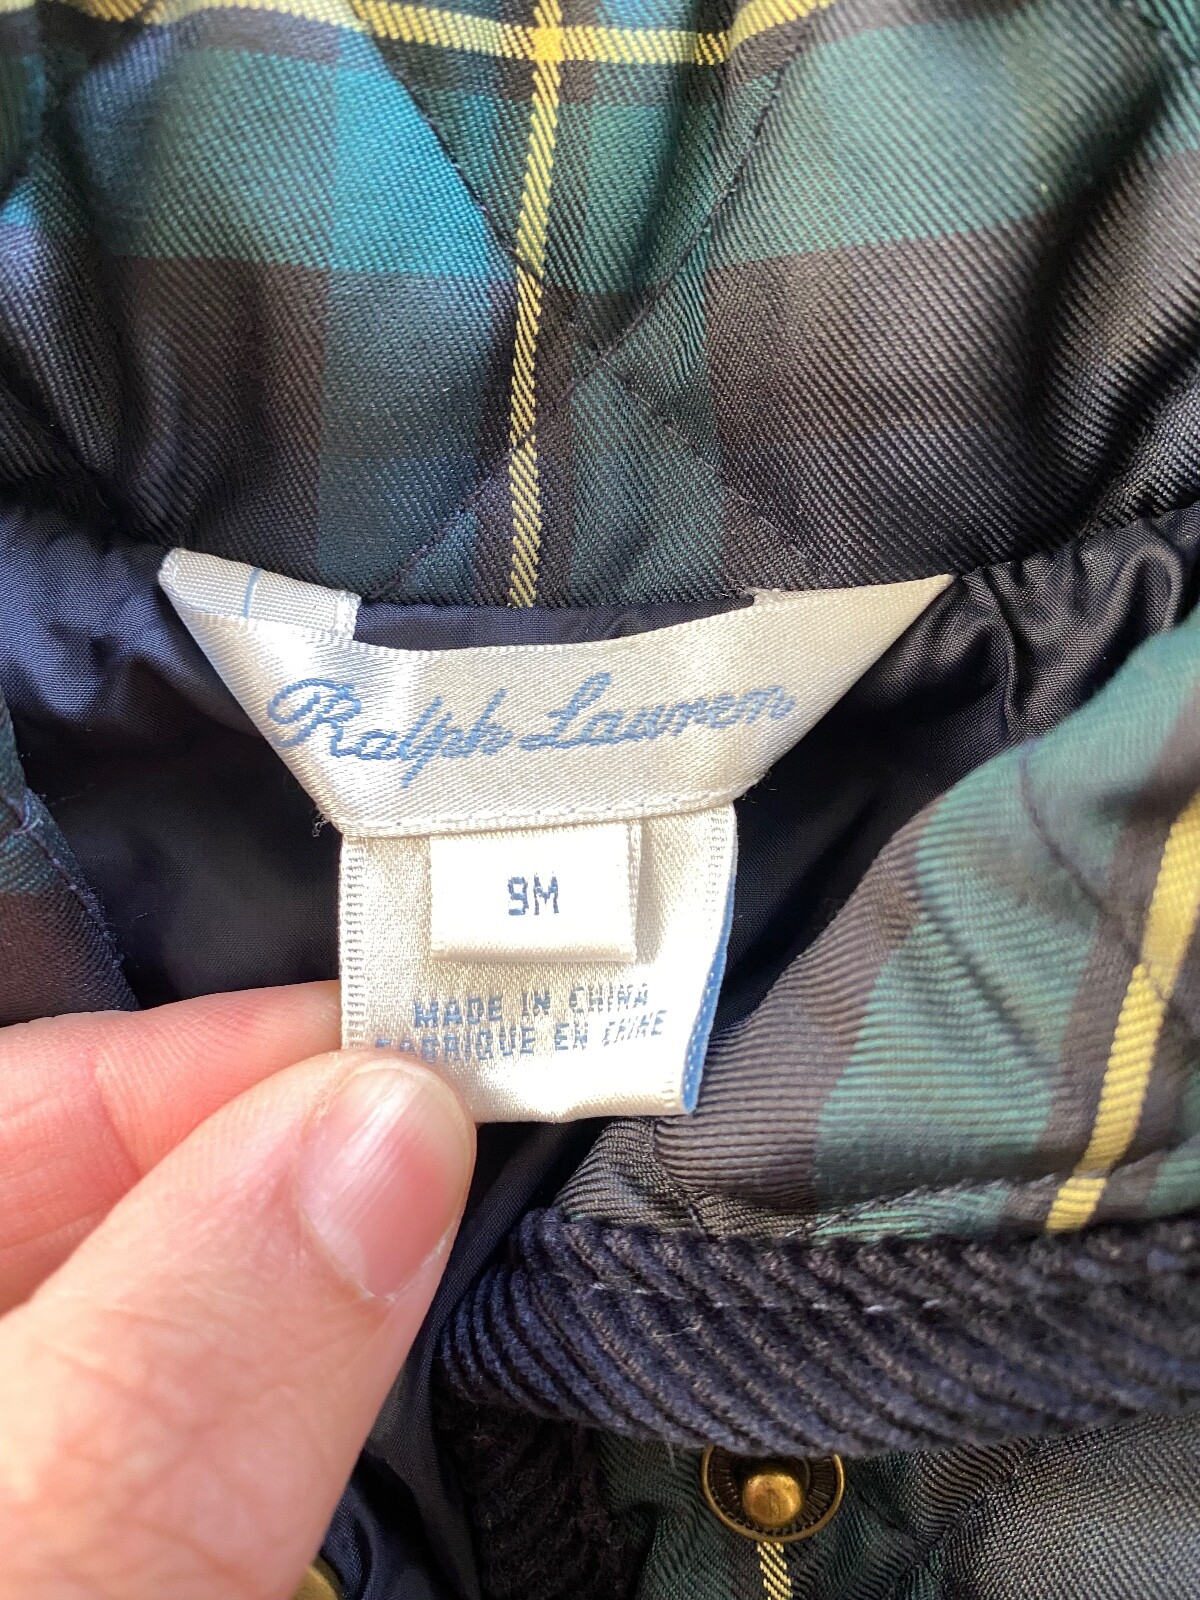 Ralph Lauren
9M
MADE IN CHINA
FABRIQUE EN CHINE